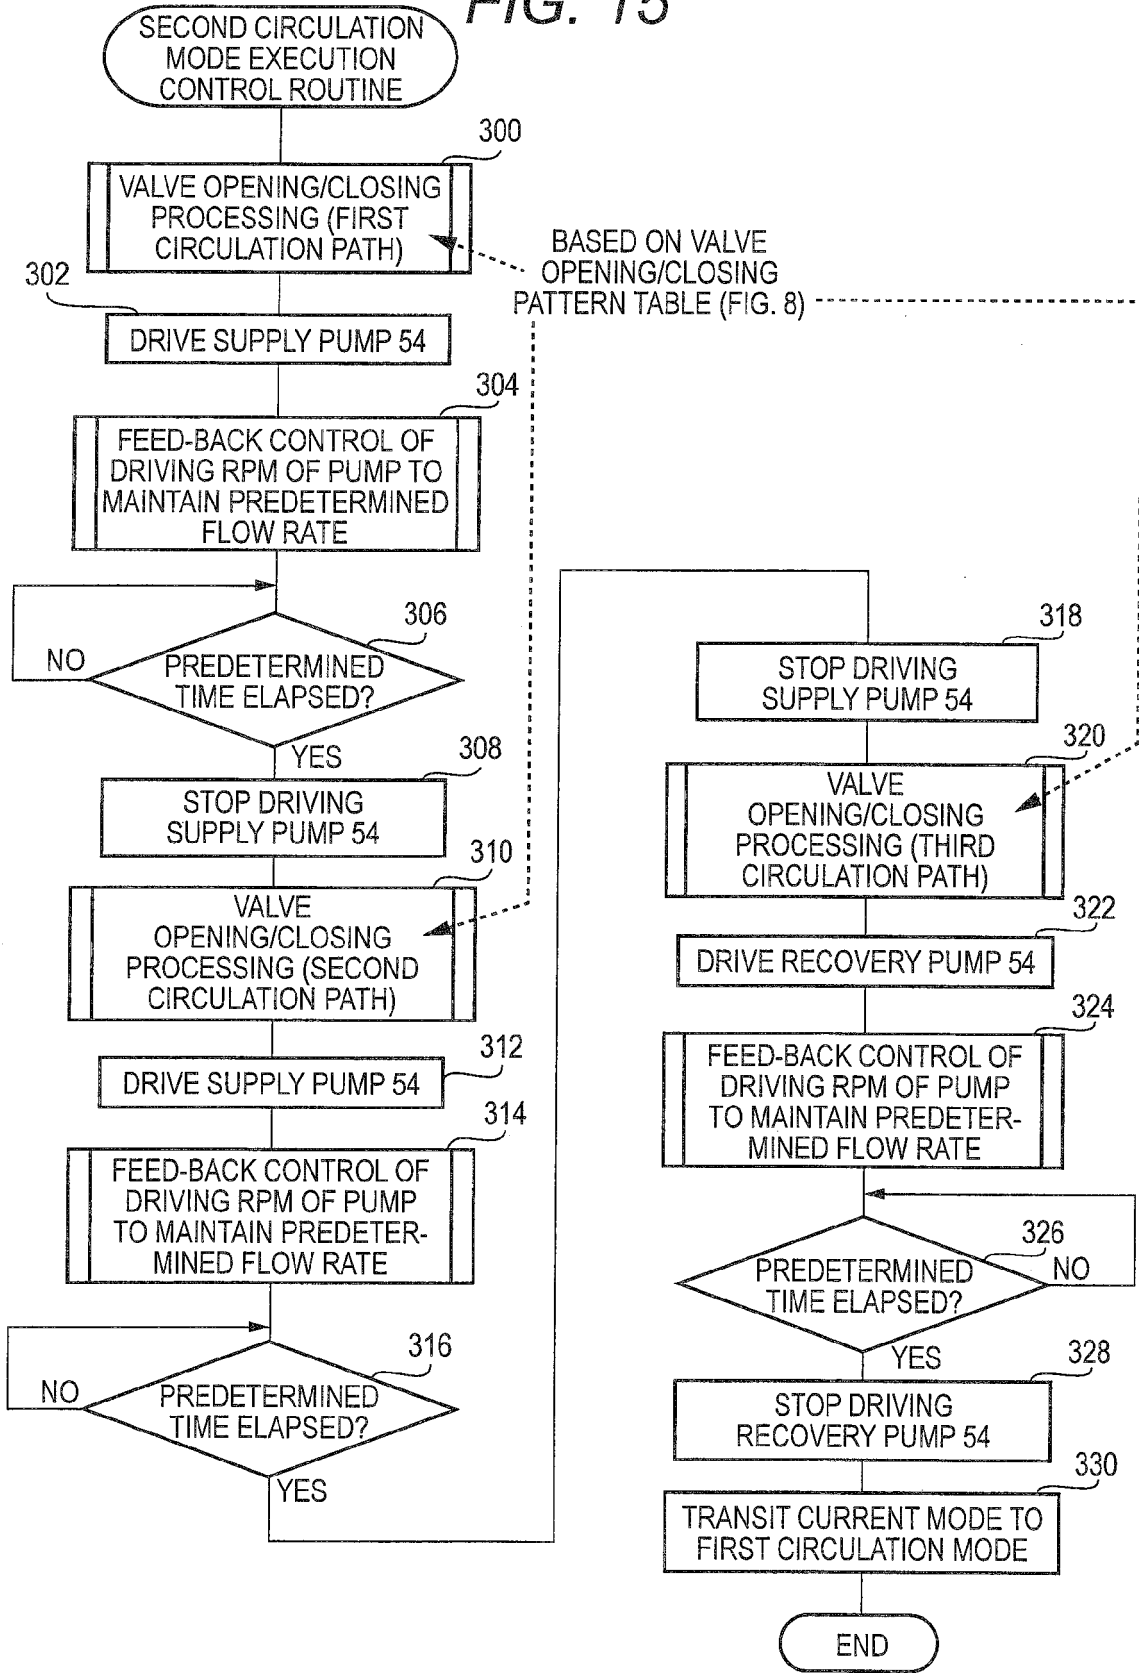 FIG. 15
SECOND CIRCULATION
MODE EXECUTION
CONTROL ROUTINE
300
VALVE OPENING/CLOSING
PROCESSING (FIRST
CIRCULATION PATH)
BASED ON VALVE
OPENING/CLOSING
PATTERN TABLE (FIG. 8)
302
DRIVE SUPPLY PUMP 54
304
FEED-BACK CONTROL OF
DRIVING RPM OF PUMP TO
MAINTAIN PREDETERMINED
FLOW RATE
306
NO
PREDETERMINED
TIME ELAPSED?
YES
308
STOP DRIVING
SUPPLY PUMP 54
310
VALVE
OPENING/CLOSING
PROCESSING (SECOND
CIRCULATION PATH)
312
DRIVE SUPPLY PUMP 54
314
FEED-BACK CONTROL OF
DRIVING RPM OF PUMP
TO MAINTAIN PREDETER-
MINED FLOW RATE
316
NO
PREDETERMINED
TIME ELAPSED?
YES
318
STOP DRIVING
SUPPLY PUMP 54
320
VALVE
OPENING/CLOSING
PROCESSING (THIRD
CIRCULATION PATH)
322
DRIVE RECOVERY PUMP 54
324
FEED-BACK CONTROL OF
DRIVING RPM OF PUMP
TO MAINTAIN PREDETER-
MINED FLOW RATE
326
PREDETERMINED
TIME ELAPSED?
NO
YES
328
STOP DRIVING
RECOVERY PUMP 54
330
TRANSIT CURRENT MODE TO
FIRST CIRCULATION MODE
END